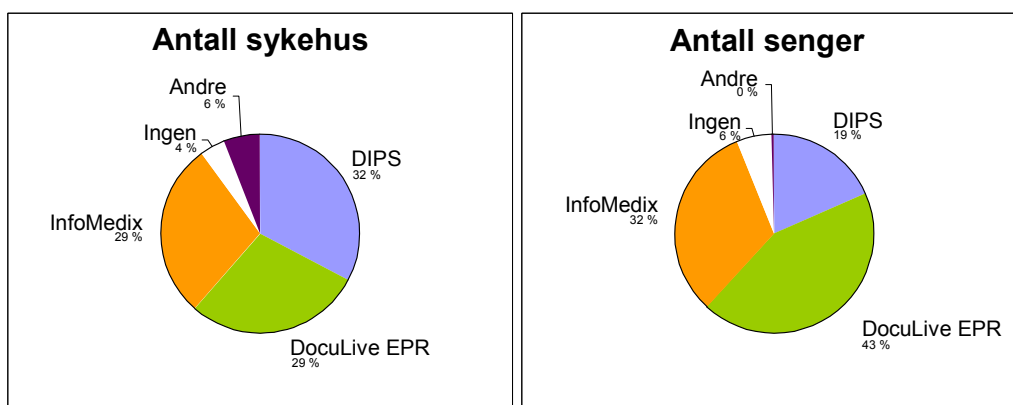 Antall sykehus
Andre
6 %
Ingen
4 %
DIPS
32 %
InfoMedix
29 %
DocuLive EPR
29 %
Antall senger
Andre
0 %
Ingen
6 %
DIPS
19 %
InfoMedix
32 %
DocuLive EPR
43 %